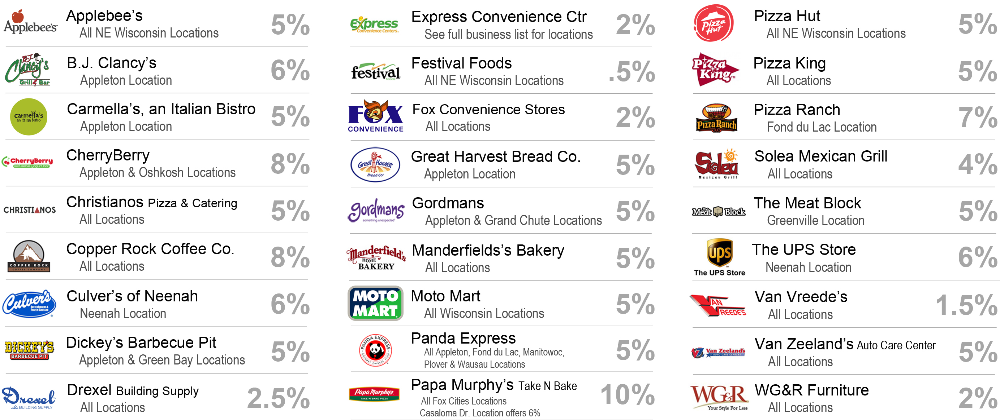 Applebee's
Applebee's
All NE Wisconsin Locations
5%
B.J. Clancy's Grill & Bar
B.J. Clancy's
Appleton Location
6%
carmella's
an italian bistro
Carmella's, an Italian Bistro
Appleton Location
5%
CherryBerry
self-serve yogurt bar
CherryBerry
Appleton & Oshkosh Locations
8%
CHRISTIANOS
Christianos Pizza & Catering
All Locations
5%
COPPER ROCK
COFFEE COMPANY
Copper Rock Coffee Co.
All Locations
8%
Culver's
ButterBurgers &
Frozen Custard
Culver's of Neenah
Neenah Location
6%
DICKEY'S
BARBECUE PIT
Dickey's Barbecue Pit
Appleton & Green Bay Locations
5%
Drexel
BUILDING SUPPLY
Drexel Building Supply
All Locations
2.5%
Express
Convenience Centers
Express Convenience Ctr
See full business list for locations
2%
festival
foods
Festival Foods
All NE Wisconsin Locations
.5%
FOX
CONVENIENCE
Fox Convenience Stores
All Locations
2%
Great Harvest
Bread Co.
Great Harvest Bread Co.
Appleton Location
5%
gordmans
something unexpected
Gordmans
Appleton & Grand Chute Locations
5%
Manderfield's
HOME
BAKERY
Manderfields's Bakery
All Locations
5%
MOTO
MART
Moto Mart
All Wisconsin Locations
5%
PANDA EXPRESS
GOURMET CHINESE FOOD
Panda Express
All Appleton, Fond du Lac, Manitowoc,
Plover & Wausau Locations
5%
Papa Murphy's
TAKE 'N' BAKE PIZZA
Papa Murphy's Take N Bake
All Fox Cities Locations
Casaloma Dr. Location offers 6%
10%
Pizza
Hut
Pizza Hut
All NE Wisconsin Locations
5%
Pizza
King™
Pizza King
All Locations
5%
Pizza Ranch
Pizza Ranch
Fond du Lac Location
7%
Solea
Mexican Grill
Solea Mexican Grill
All Locations
4%
The Meat Block
The Meat Block
Greenville Location
5%
ups
The UPS Store
The UPS Store
Neenah Location
6%
VAN
VREEDE'S
Van Vreede's
All Locations
1.5%
Van Zeeland's
AUTO CARE CENTERS
Van Zeeland's Auto Care Center
All Locations
5%
WG&R
Your Style For Less
WG&R Furniture
All Locations
2%